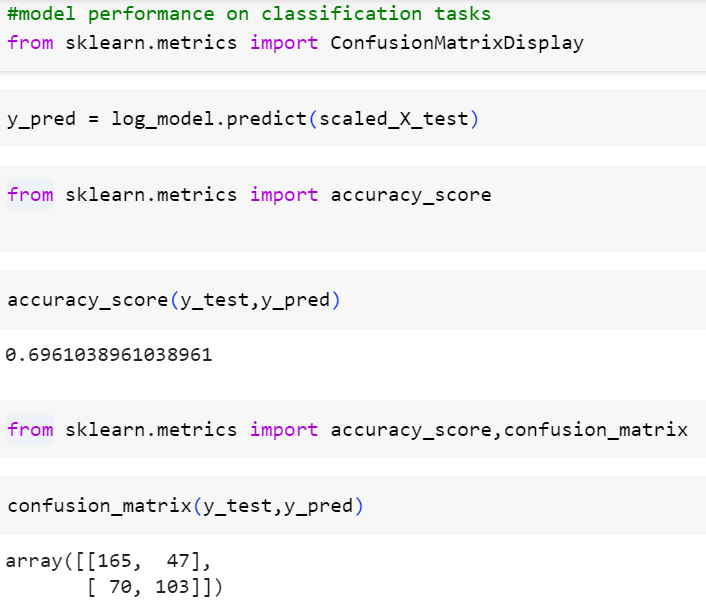 #model performance on classification tasks
from sklearn.metrics import ConfusionMatrixDisplay
y_pred = log_model.predict(scaled_X_test)
from sklearn.metrics import accuracy_score
accuracy_score(y_test,y_pred)
0.6961038961038961
from sklearn.metrics import accuracy_score,confusion_matrix
confusion_matrix(y_test,y_pred)
array([[165,  47],
       [ 70, 103]])